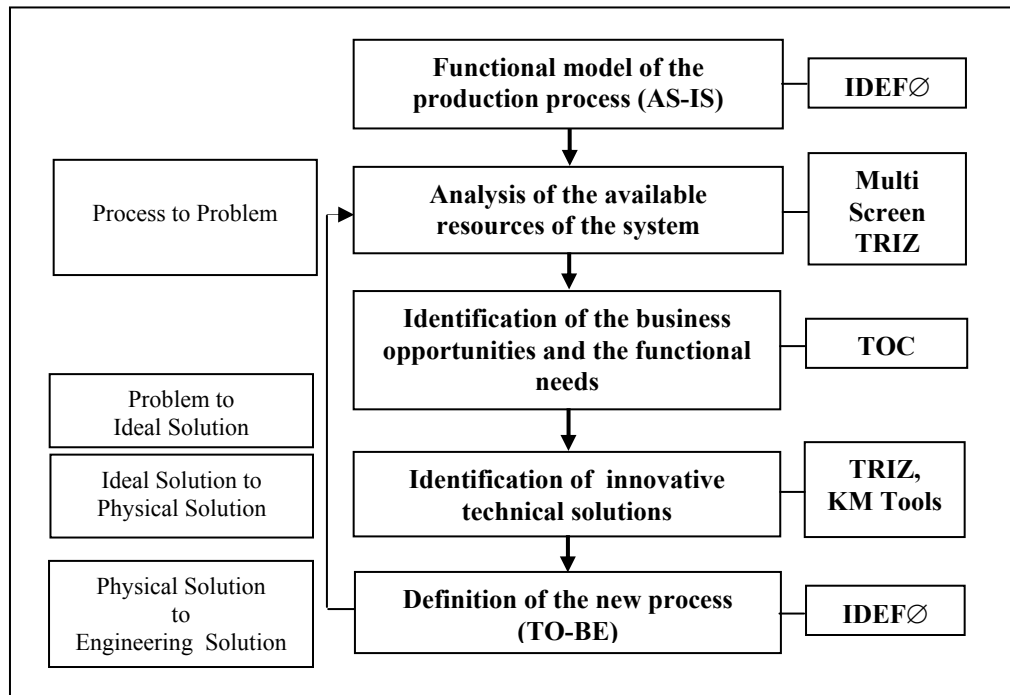 Functional model of the
production process (AS-IS)
IDEF∅
Process to Problem
Analysis of the available
resources of the system
Multi
Screen
TRIZ
Identification of the business
opportunities and the functional
needs
TOC
Problem to
Ideal Solution
Ideal Solution to
Physical Solution
Identification of innovative
technical solutions
TRIZ,
KM Tools
Physical Solution
to
Engineering Solution
Definition of the new process
(TO-BE)
IDEF∅